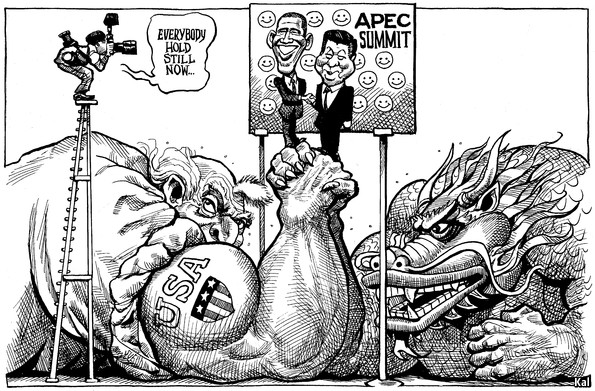 EVERYBODY
HOLD
STILL
NOW...
APEC
SUMMIT
USA
Kal